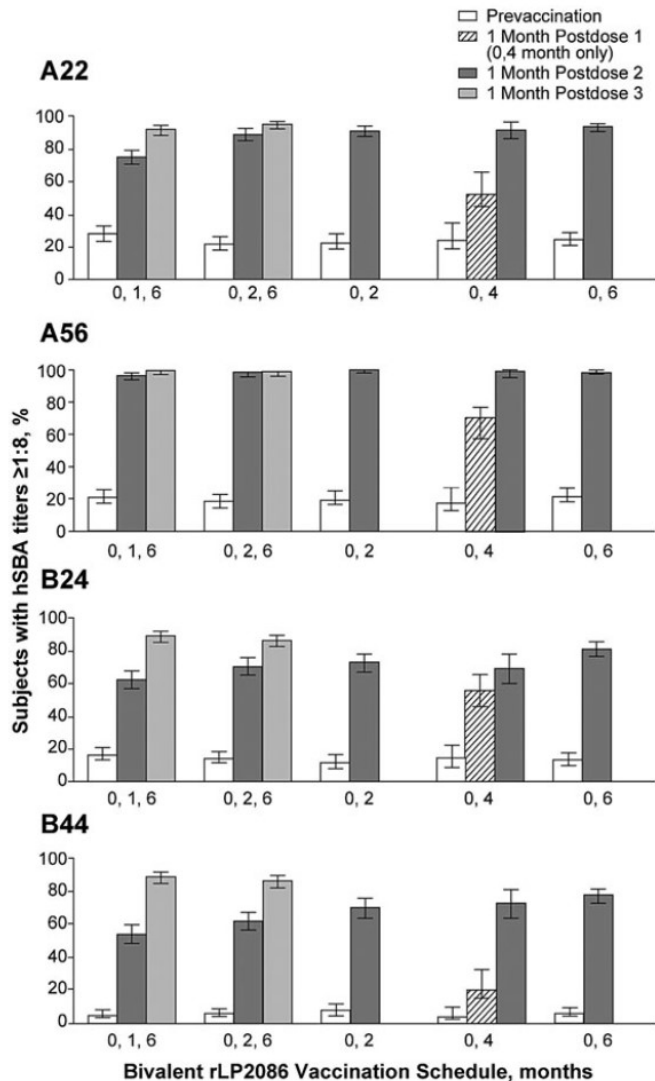 Prevaccination
1 Month Postdose 1
(0,4 month only)
1 Month Postdose 2
1 Month Postdose 3
A22
100
80
60
40
20
0
0, 1, 6
0, 2, 6
0, 2
0, 4
0, 6
A56
100
80
60
40
20
0
0, 1, 6
0, 2, 6
0, 2
0, 4
0, 6
B24
100
80
60
40
20
0
0, 1, 6
0, 2, 6
0, 2
0, 4
0, 6
B44
100
80
60
40
20
0
0, 1, 6
0, 2, 6
0, 2
0, 4
0, 6
Subjects with hSBA titers ≥1:8, %
Bivalent rLP2086 Vaccination Schedule, months